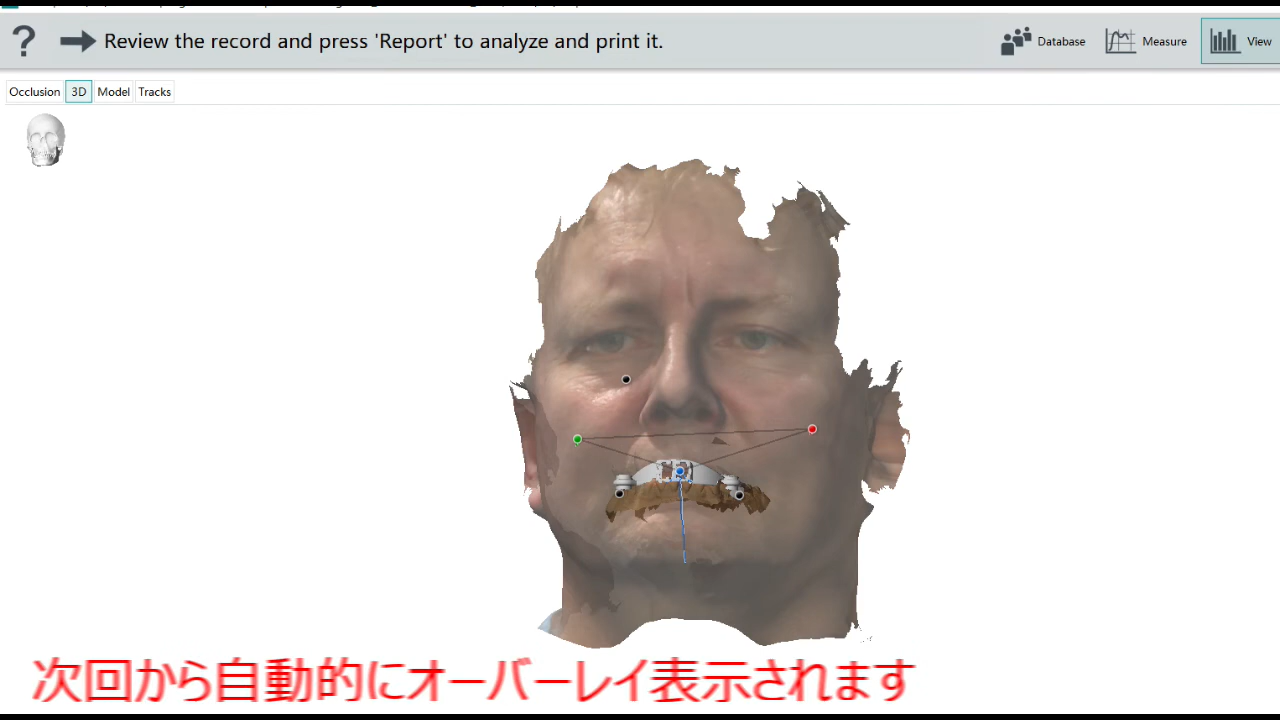 ? Review the record and press 'Report' to analyze and print it. Database Measure View
Occlusion 3D Model Tracks
次回から自動的にオーバーレイ表示されます